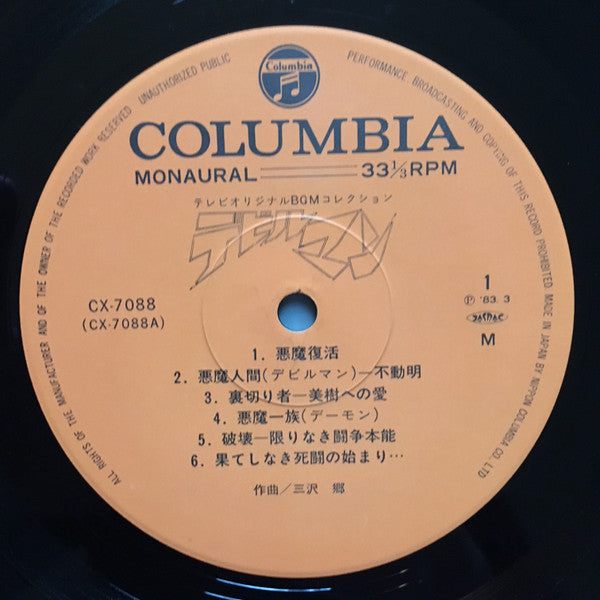 Columbia
COLUMBIA
MONAURAL 33⅓RPM
テレビオリジナルBGMコレクション
デビルマン
CX-7088
(CX-7088A)
1
Ⓟ '83. 3
M
1. 悪魔復活
2. 悪魔人間(デビルマン)—不動明
3. 裏切り者—美樹への愛
4. 悪魔一族(デーモン)
5. 破壊—限りなき闘争本能
6. 果てしなき死闘の始まり…
作曲/三沢 郷
ALL RIGHTS OF THE MANUFACTURER AND OF THE OWNER OF THE RECORDED WORK RESERVED UNAUTHORIZED PUBLIC PERFORMANCE, BROADCASTING AND COPYING OF THIS RECORD PROHIBITED MADE IN JAPAN BY NIPPON COLUMBIA CO., LTD